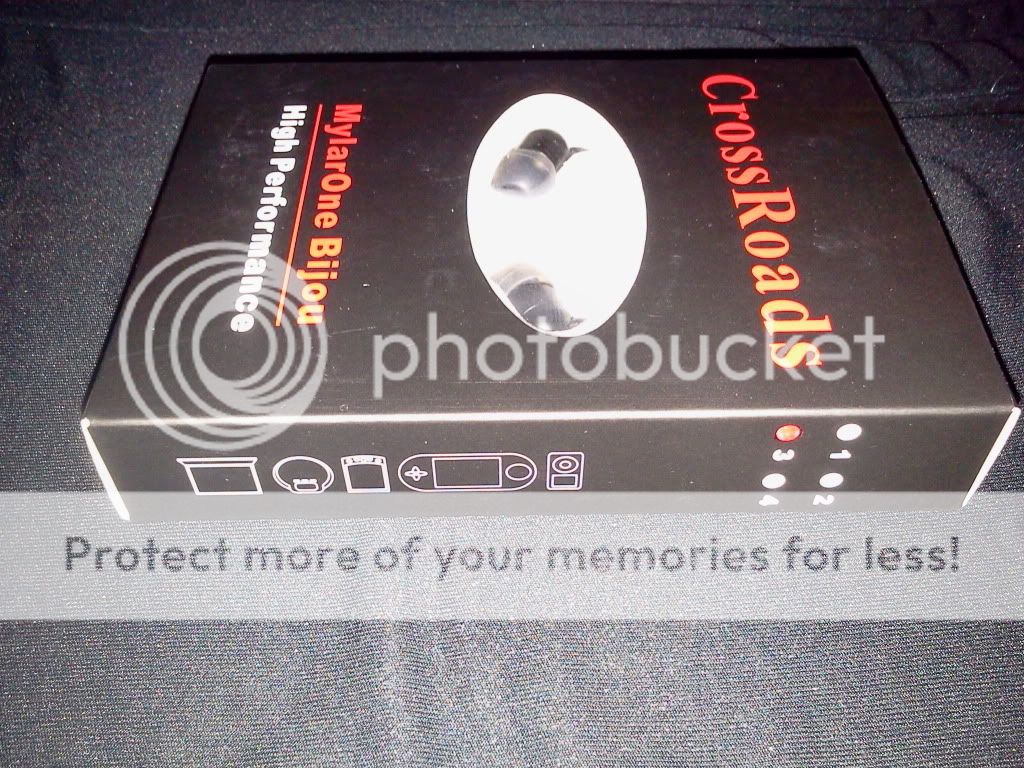 CrossRoads
MylarOne Bijou
High Performance
1
2
3
4
photobucket
Protect more of your memories for less!